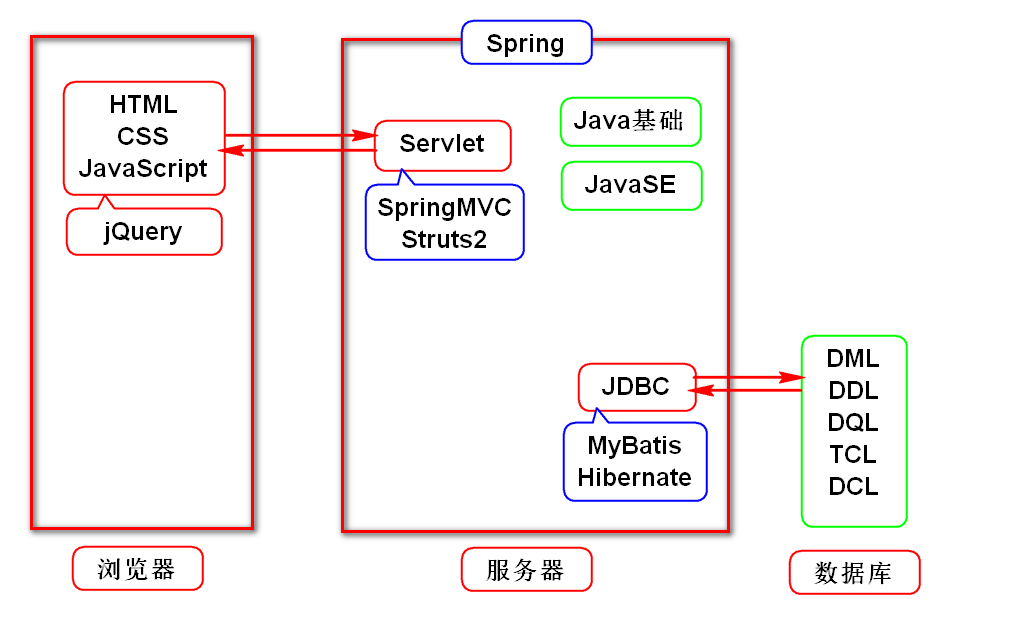 Spring
HTML
CSS
JavaScript
jQuery
Servlet
SpringMVC
Struts2
Java基础
JavaSE
JDBC
MyBatis
Hibernate
DML
DDL
DQL
TCL
DCL
浏览器
服务器
数据库